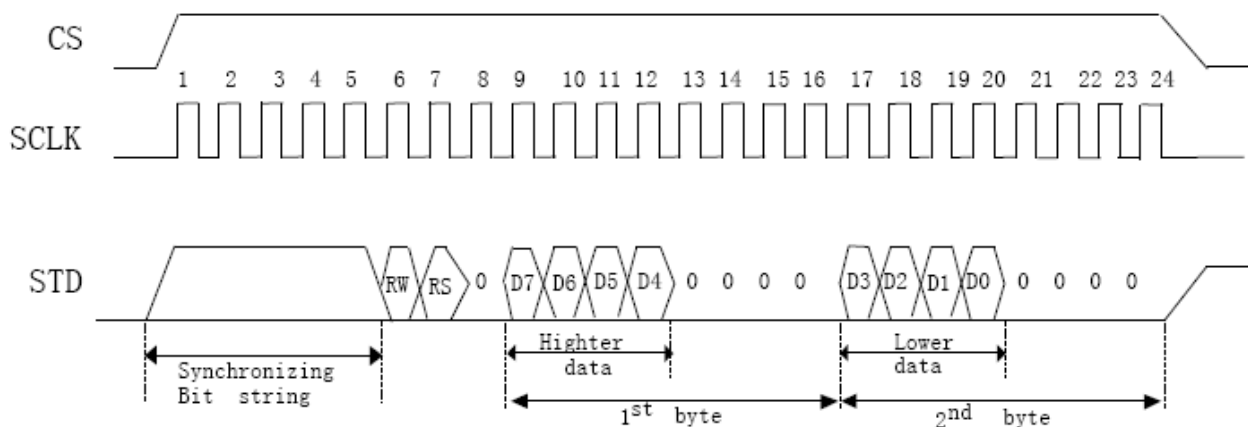 CS
1 2 3 4 5 6 7 8 9 10 11 12 13 14 15 16 17 18 19 20 21 22 23 24
SCLK
STD RW RS 0 D7 D6 D5 D4 0 0 0 0 D3 D2 D1 D0 0 0 0 0
Highter data
Lower data
Synchronizing
Bit string
1st byte 2nd byte